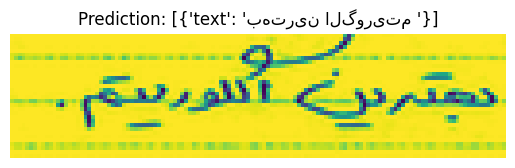 Prediction: [{'text': 'بهترین الگوریتم '}]
بهترین الگوریتم .